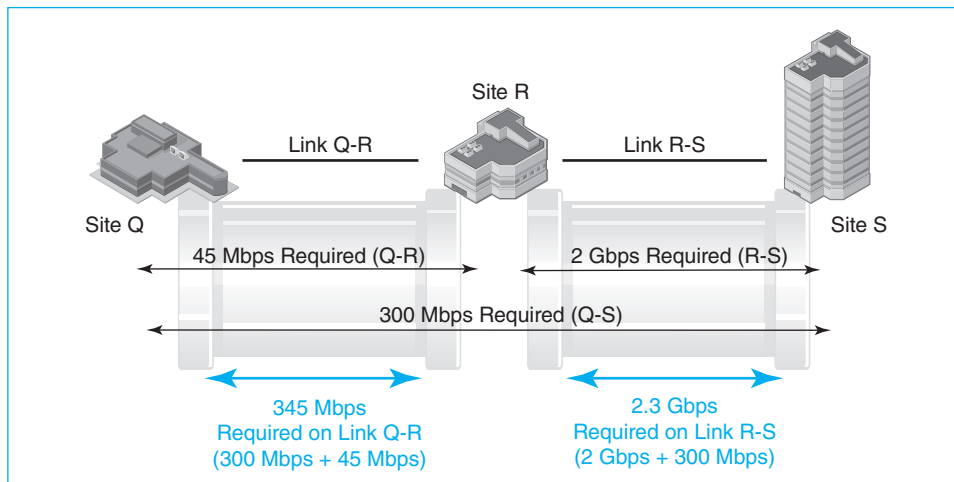 Site R
Link Q-R
Link R-S
Site Q
Site S
45 Mbps Required (Q-R)
2 Gbps Required (R-S)
300 Mbps Required (Q-S)
345 Mbps
Required on Link Q-R
(300 Mbps + 45 Mbps)
2.3 Gbps
Required on Link R-S
(2 Gbps + 300 Mbps)